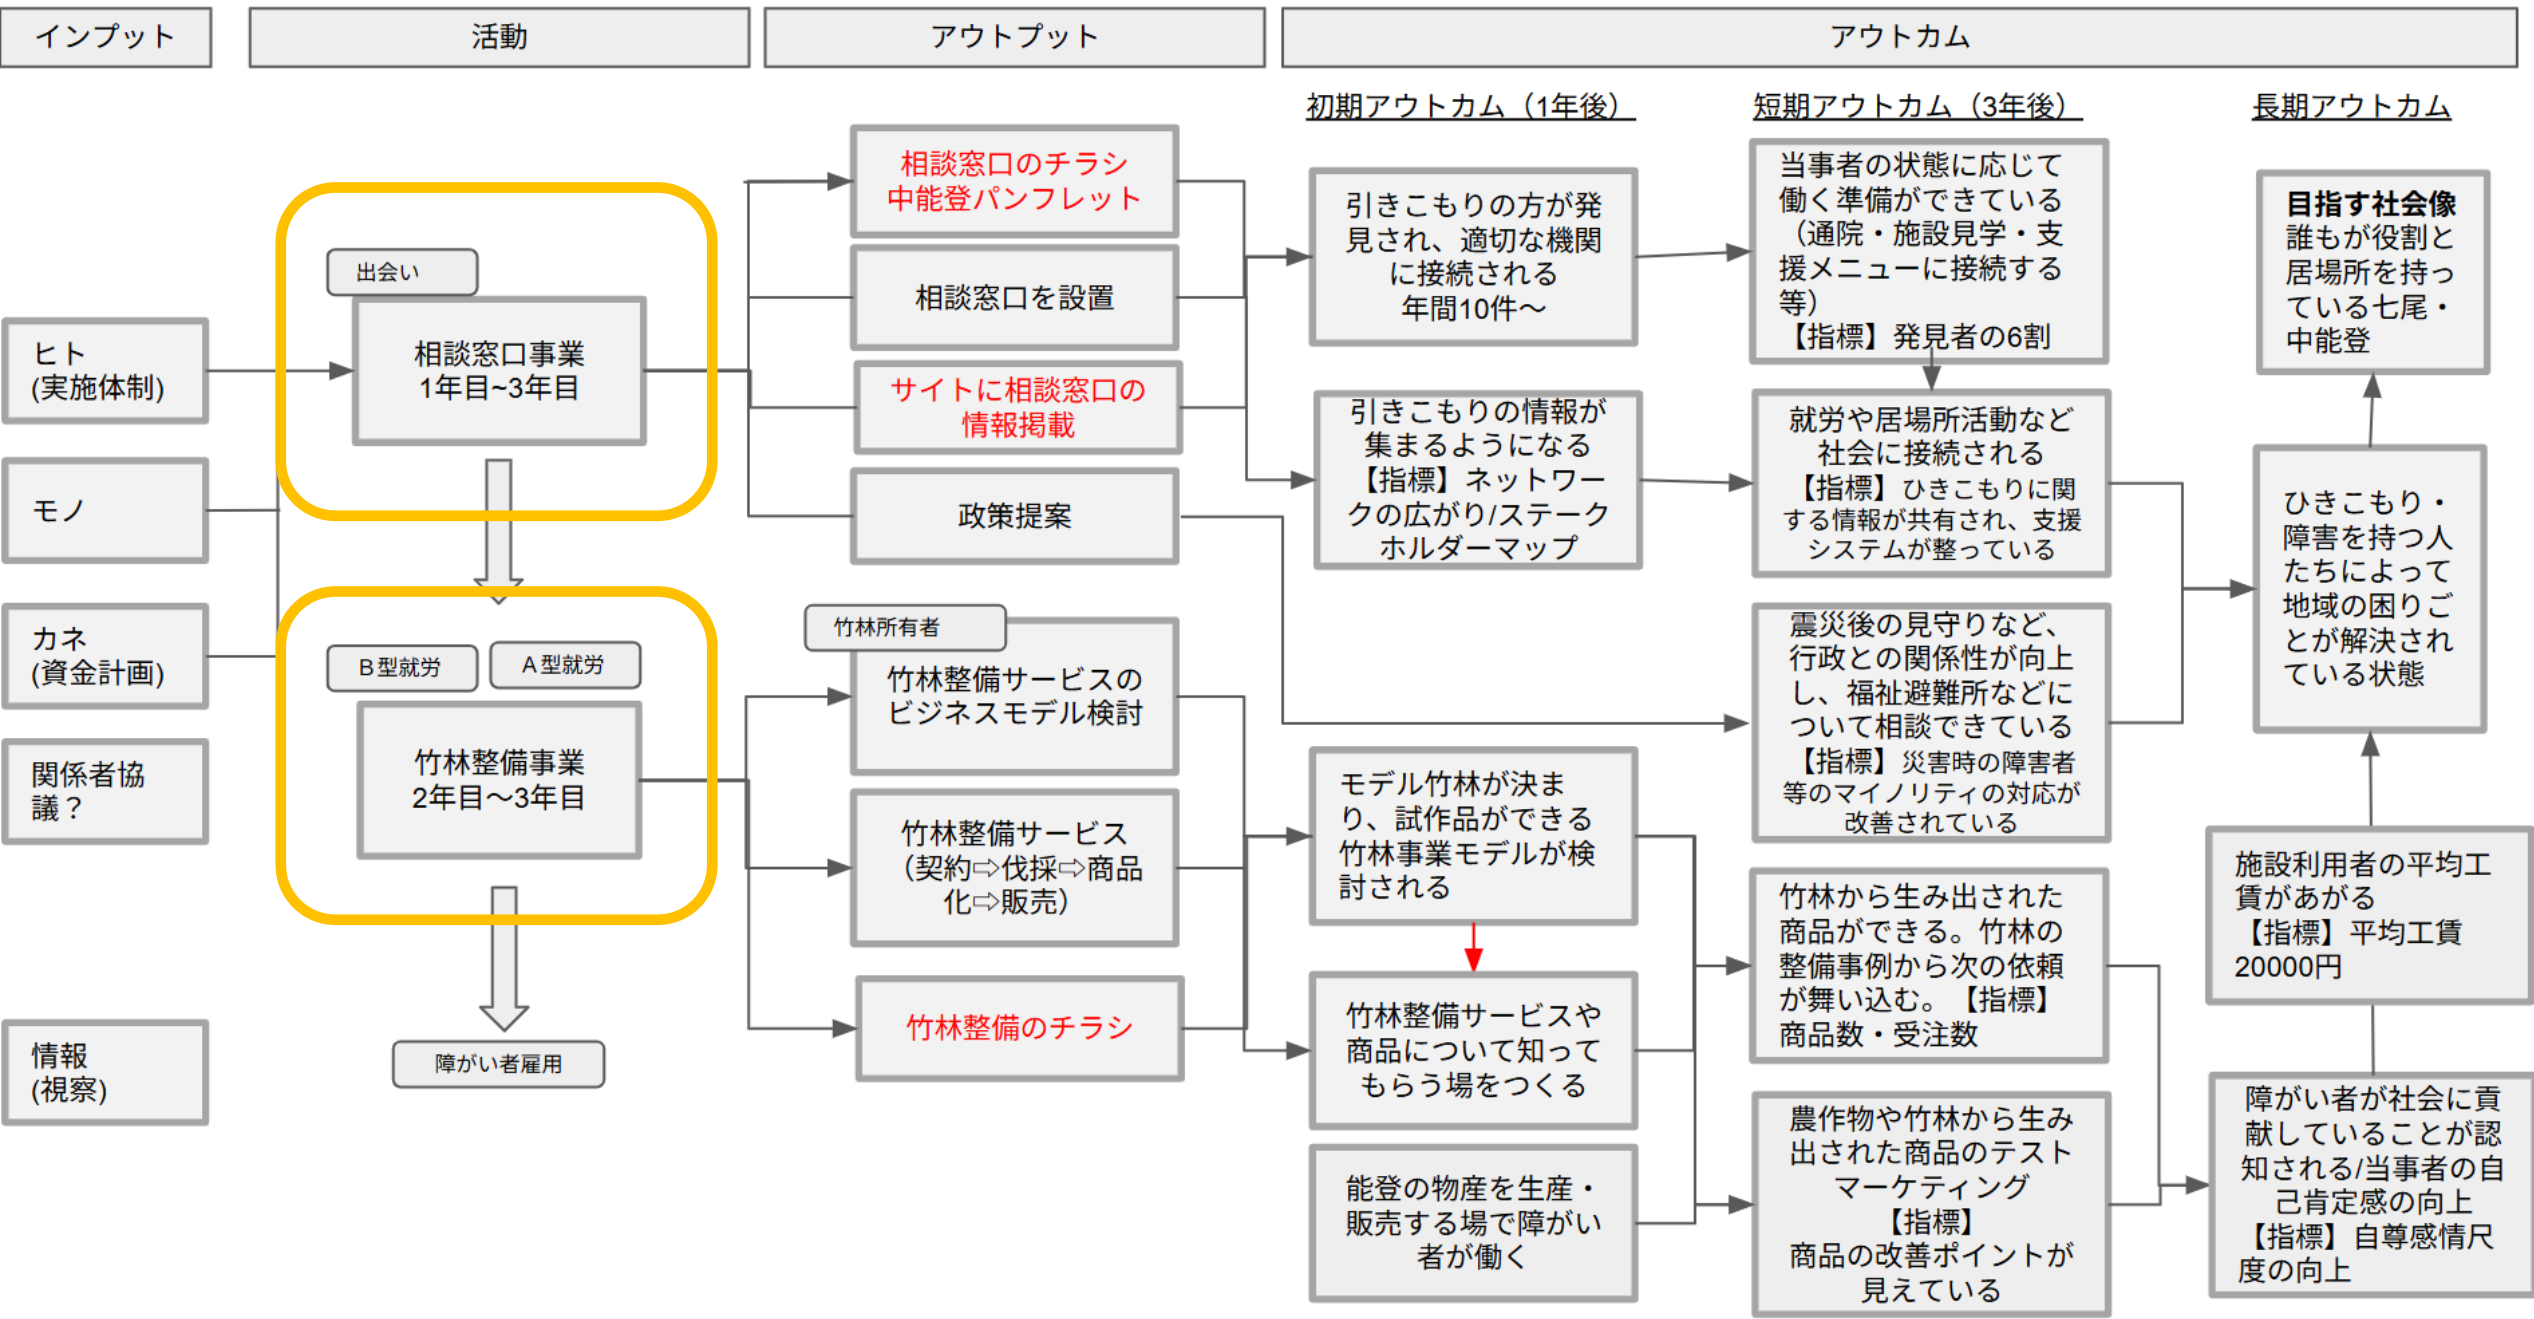 インプット
活動
アウトプット
アウトカム
初期アウトカム（1年後）
短期アウトカム（3年後）
長期アウトカム
ヒト
(実施体制)
モノ
カネ
(資金計画)
関係者協
議？
情報
(視察)
出会い
相談窓口事業
1年目~3年目
B型就労
A型就労
竹林整備事業
2年目～3年目
障がい者雇用
相談窓口のチラシ
中能登パンフレット
相談窓口を設置
サイトに相談窓口の
情報掲載
政策提案
竹林所有者
竹林整備サービスの
ビジネスモデル検討
竹林整備サービス
（契約⇨伐採⇨商品
化⇨販売）
竹林整備のチラシ
引きこもりの方が発
見され、適切な機関
に接続される
年間10件～
引きこもりの情報が
集まるようになる
【指標】ネットワー
クの広がり/ステーク
ホルダーマップ
モデル竹林が決ま
り、試作品ができる
竹林事業モデルが検
討される
竹林整備サービスや
商品について知って
もらう場をつくる
能登の物産を生産・
販売する場で障がい
者が働く
当事者の状態に応じて
働く準備ができている
（通院・施設見学・支
援メニューに接続する
等）
【指標】発見者の6割
就労や居場所活動など
社会に接続される
【指標】ひきこもりに関
する情報が共有され、支援
システムが整っている
震災後の見守りなど、
行政との関係性が向上
し、福祉避難所などに
ついて相談できている
【指標】災害時の障害者
等のマイノリティの対応が
改善されている
竹林から生み出された
商品ができる。竹林の
整備事例から次の依頼
が舞い込む。【指標】
商品数・受注数
農作物や竹林から生み
出された商品のテスト
マーケティング
【指標】
商品の改善ポイントが
見えている
目指す社会像
誰もが役割と
居場所を持っ
ている七尾・
中能登
ひきこもり・
障害を持つ人
たちによって
地域の困りご
とが解決され
ている状態
施設利用者の平均工
賃があがる
【指標】平均工賃
20000円
障がい者が社会に貢
献していることが認
知される/当事者の自
己肯定感の向上
【指標】自尊感情尺
度の向上